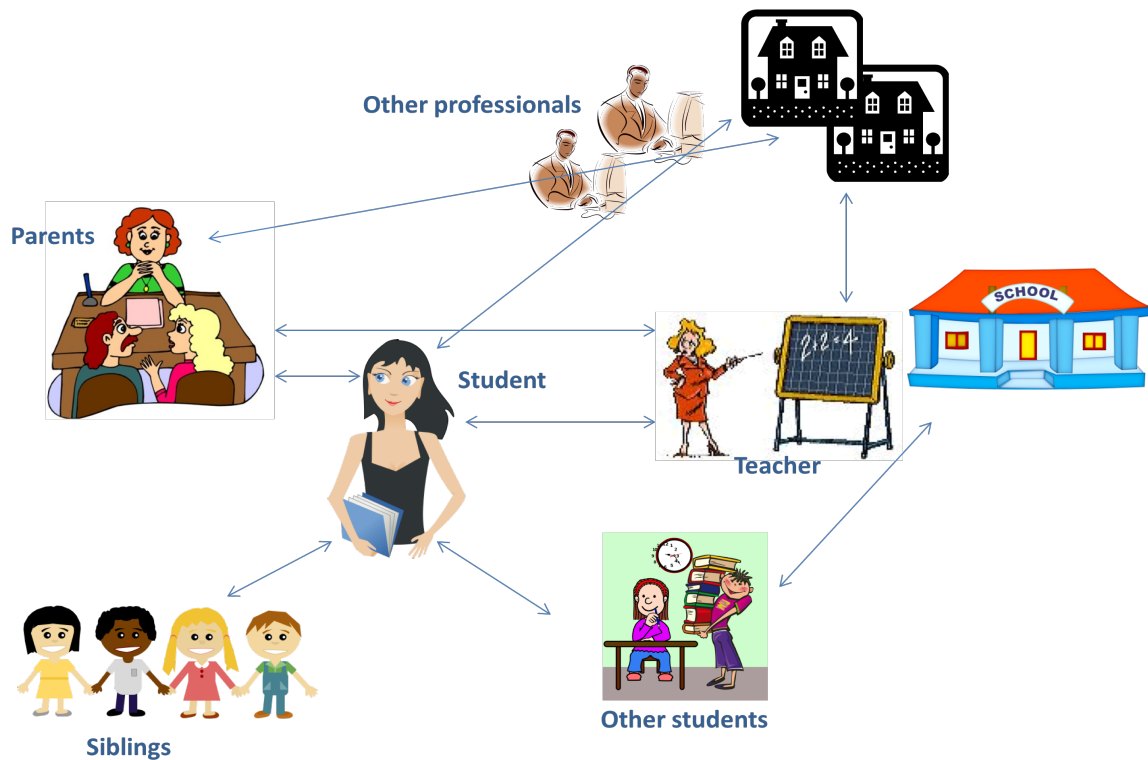 Other professionals
Parents
SCHOOL
Student
2+2=4
Teacher
Other students
Siblings